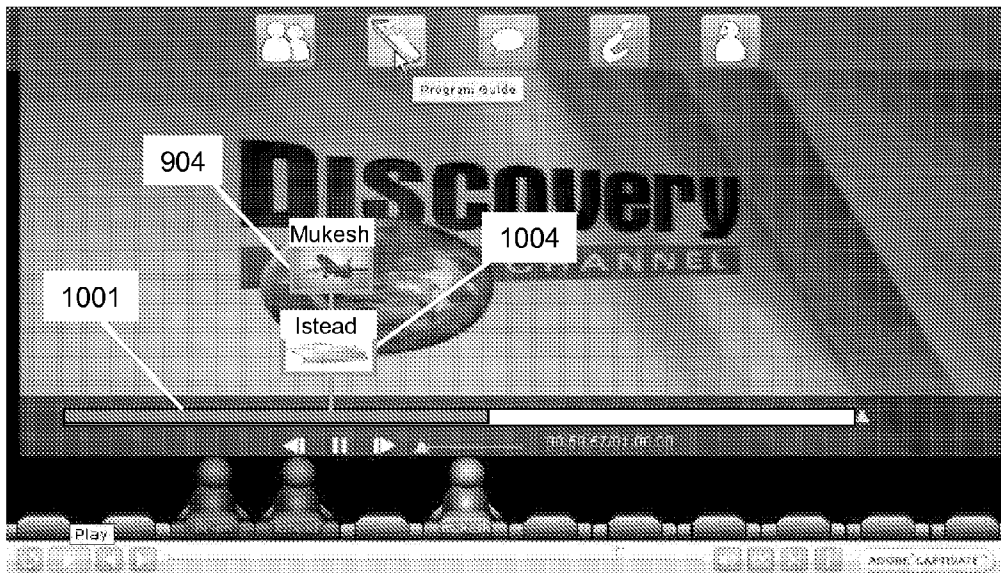 Program Guide
904
DISCOVERY
Mukesh
1004
CHANNEL
1001
Istead
Play
ADOBE CAPTIVATE